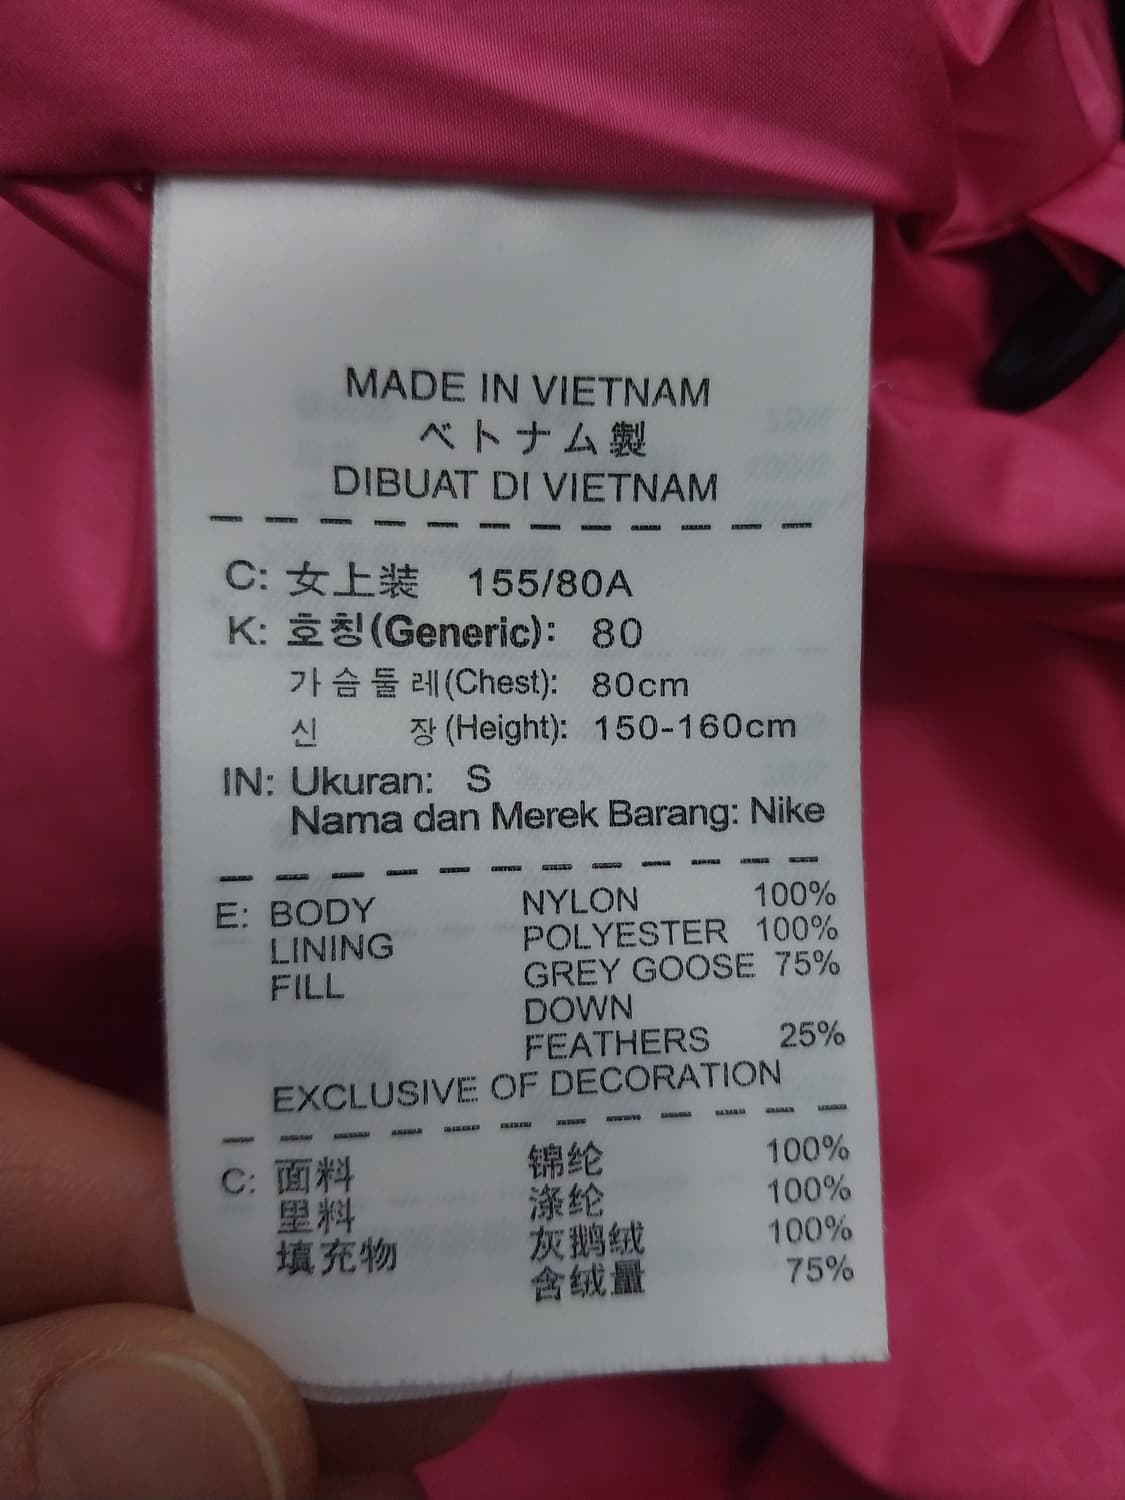 MADE IN VIETNAM
ベトナム製
DIBUAT DI VIETNAM
C: 女上装 155/80A
K: 호칭(Generic): 80
가슴둘레(Chest): 80cm
신 장(Height): 150-160cm
IN: Ukuran: S
Nama dan Merek Barang: Nike
E: BODY NYLON 100%
LINING POLYESTER 100%
FILL GREY GOOSE 75%
DOWN
FEATHERS 25%
EXCLUSIVE OF DECORATION
C: 面料 锦纶 100%
里料 涤纶 100%
填充物 灰鹅绒 100%
含绒量 75%